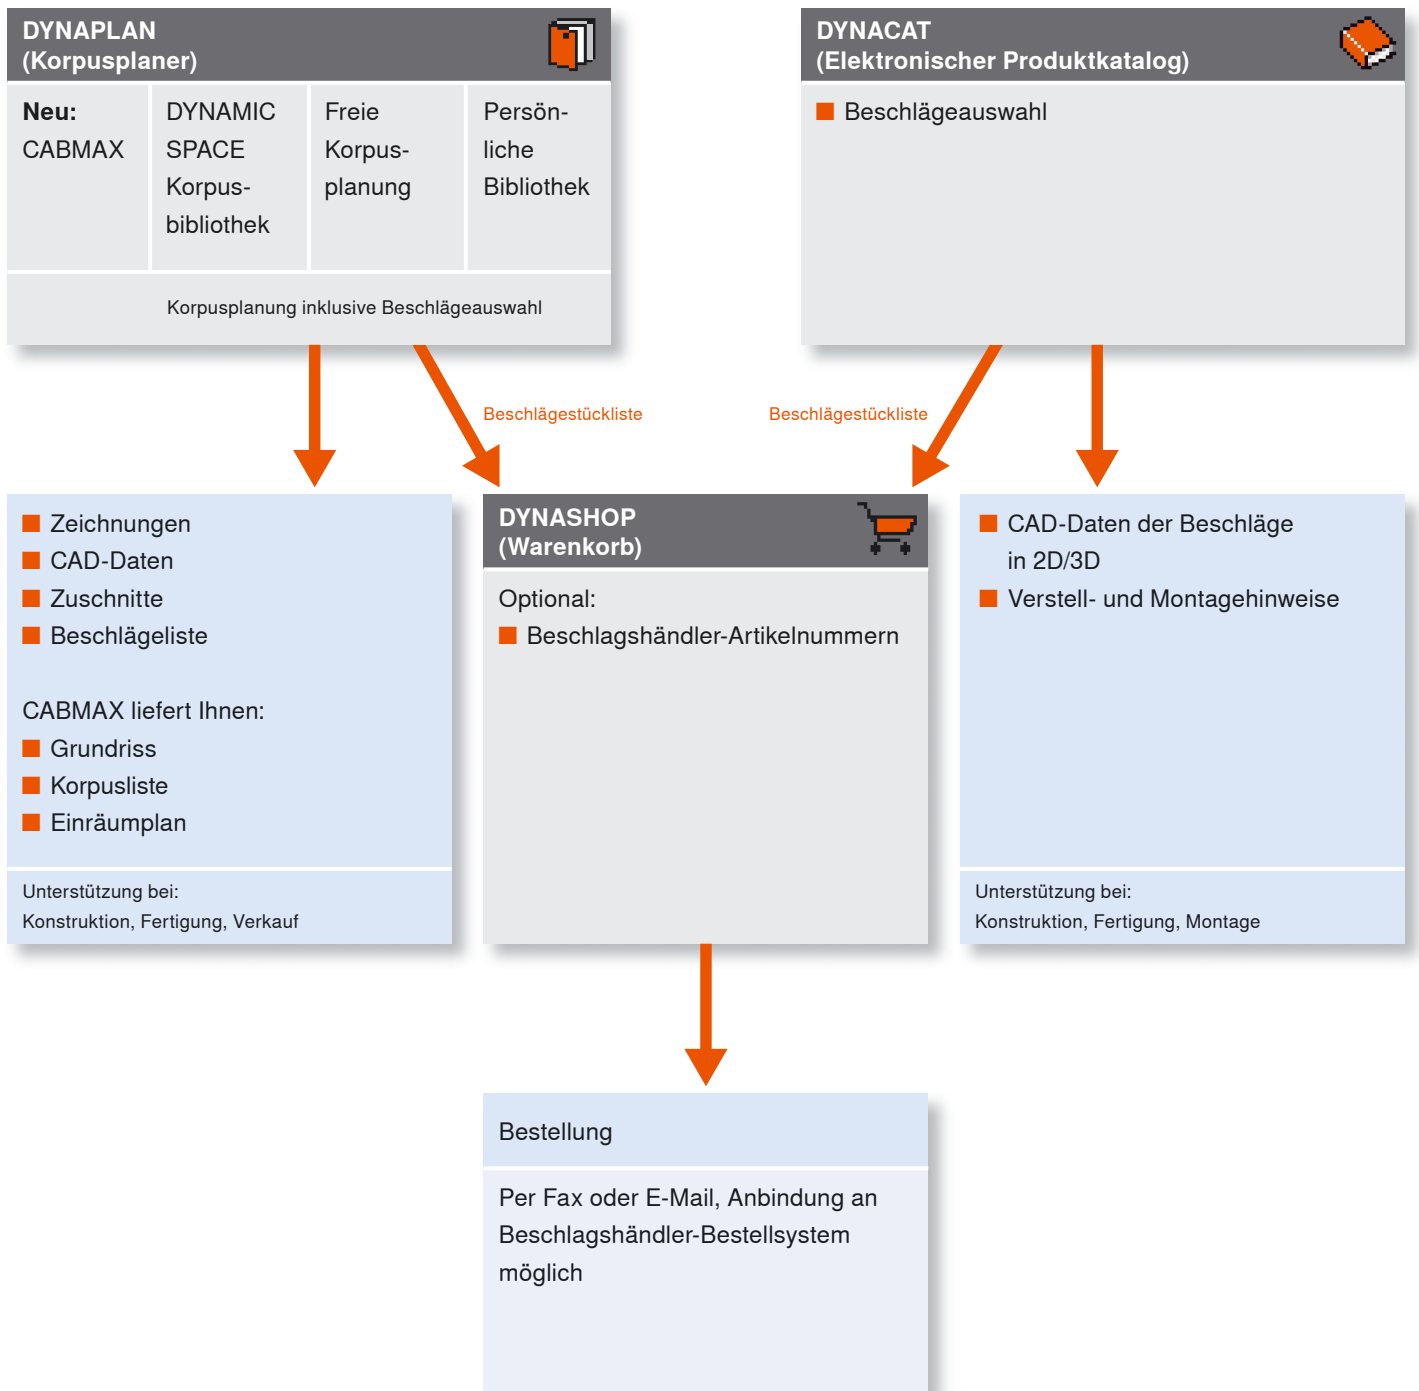 DYNAPLAN
(Korpusplaner)
Neu:
CABMAX
DYNAMIC
SPACE
Korpus-
bibliothek
Freie
Korpus-
planung
Persön-
liche
Bibliothek
Korpusplanung inklusive Beschlägeauswahl
DYNACAT
(Elektronischer Produktkatalog)
Beschlägeauswahl
Beschlägestückliste
Beschlägestückliste
Zeichnungen
CAD-Daten
Zuschnitte
Beschlägeliste
CABMAX liefert Ihnen:
Grundriss
Korpusliste
Einräumplan
Unterstützung bei:
Konstruktion, Fertigung, Verkauf
DYNASHOP
(Warenkorb)
Optional:
Beschlagshändler-Artikelnummern
CAD-Daten der Beschläge
in 2D/3D
Verstell- und Montagehinweise
Unterstützung bei:
Konstruktion, Fertigung, Montage
Bestellung
Per Fax oder E-Mail, Anbindung an
Beschlagshändler-Bestellsystem
möglich